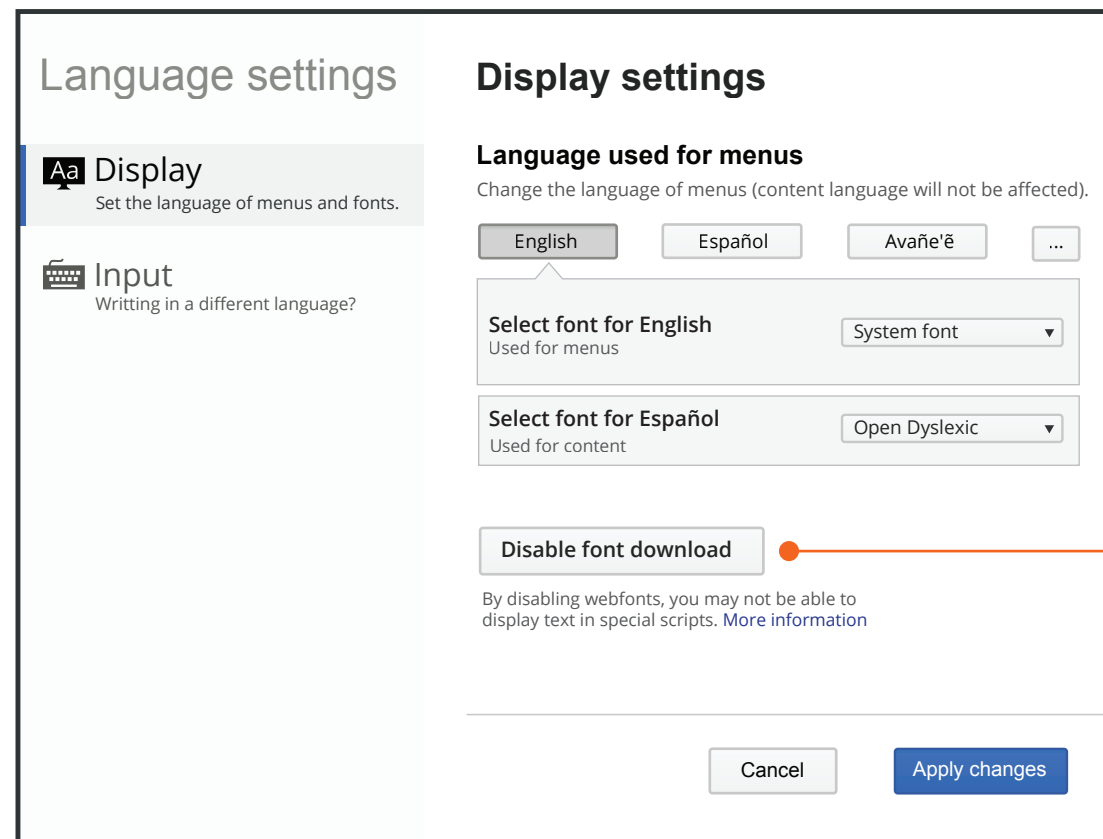 Language settings
Aa Display
Set the language of menus and fonts.
Input
Writting in a different language?
Display settings
Language used for menus
Change the language of menus (content language will not be affected).
English Español Avañe'ẽ ...
Select font for English
Used for menus
System font
Select font for Español
Used for content
Open Dyslexic
Disable font download
By disabling webfonts, you may not be able to
display text in special scripts. More information
Cancel Apply changes